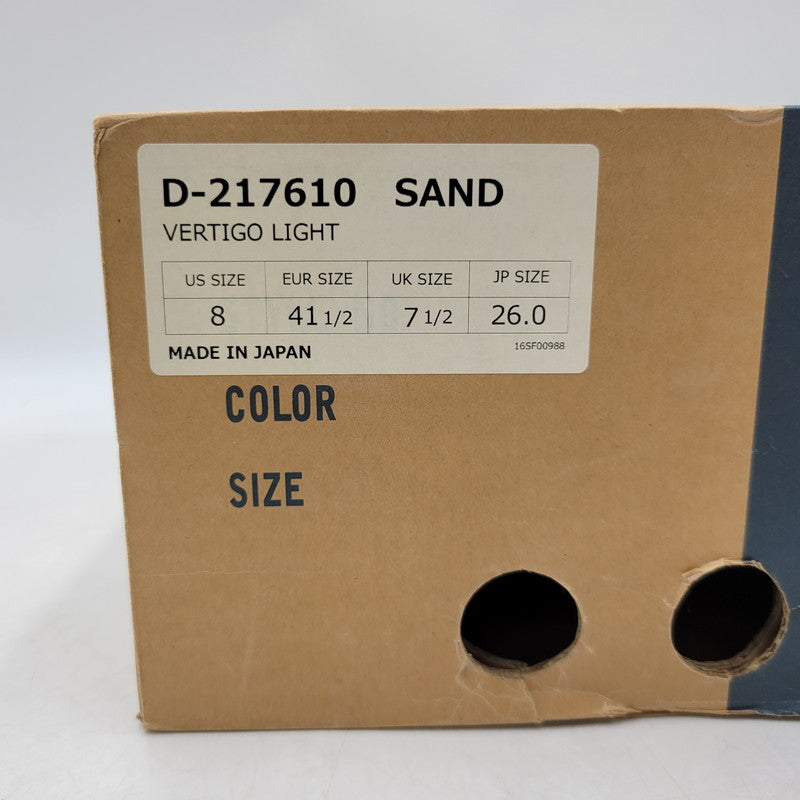 D-217610 SAND
VERTIGO LIGHT
US SIZE EUR SIZE UK SIZE JP SIZE
8 41 1/2 7 1/2 26.0
MADE IN JAPAN 16SF00988
COLOR
SIZE